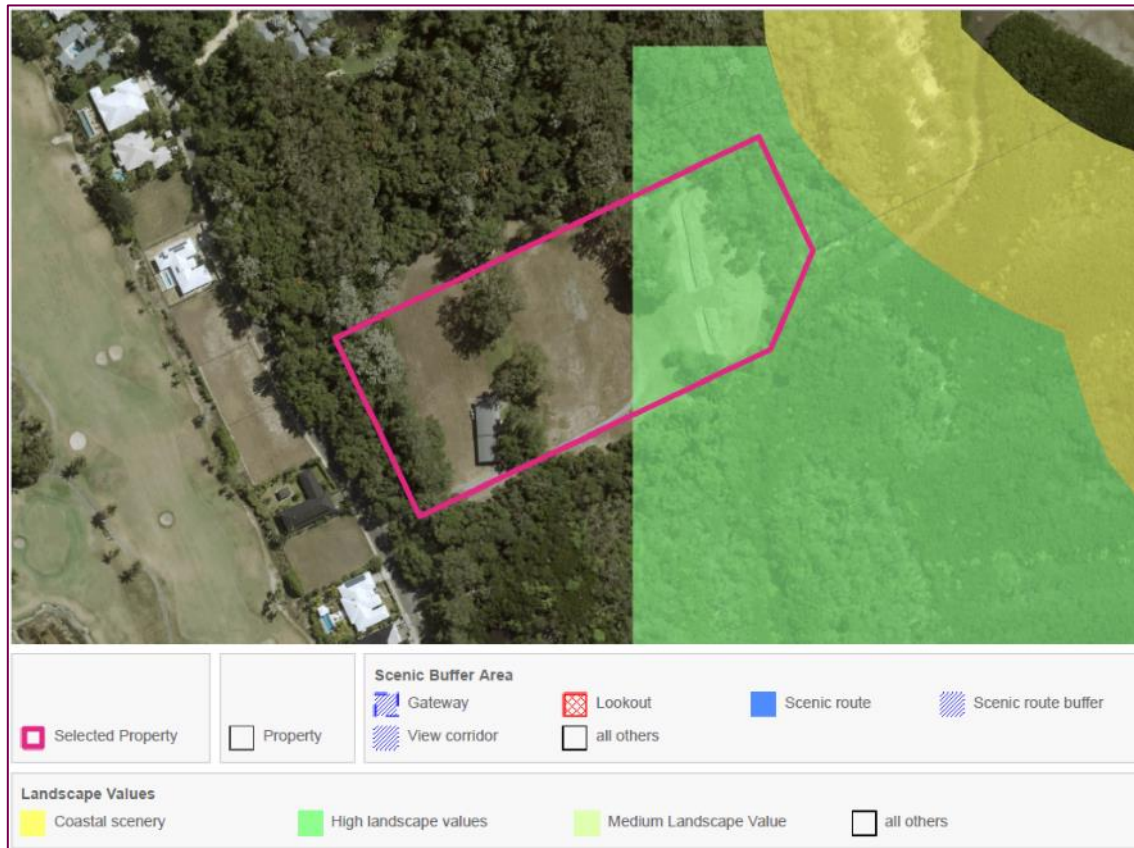 Scenic Buffer Area
Gateway Lookout Scenic route Scenic route buffer
Selected Property Property View corridor all others
Landscape Values
Coastal scenery High landscape values Medium Landscape Value all others